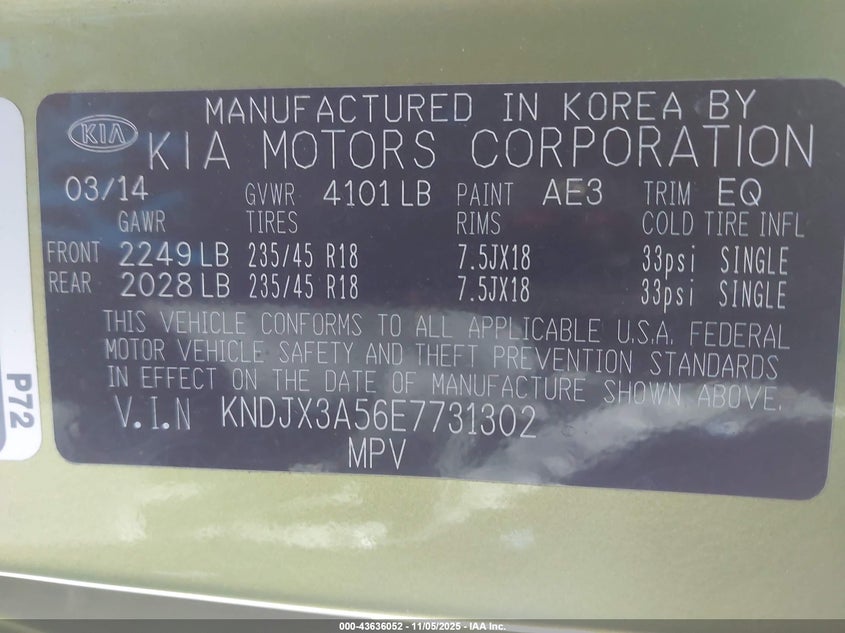 MANUFACTURED IN KOREA BY
KIA KIA MOTORS CORPORATION
03/14 GVWR 4101 LB PAINT AE3 TRIM EQ
GAWR TIRES RIMS COLD TIRE INFL
FRONT 2249 LB 235/45 R18 7.5JX18 33psi SINGLE
REAR 2028 LB 235/45 R18 7.5JX18 33psi SINGLE
THIS VEHICLE CONFORMS TO ALL APPLICABLE U.S.A. FEDERAL
MOTOR VEHICLE SAFETY AND THEFT PREVENTION STANDARDS
IN EFFECT ON THE DATE OF MANUFACTURE SHOWN ABOVE.
V.I.N KNDJX3A56E7731302
MPV
P72
000-43636052 - 11/05/2025 - IAA Inc.